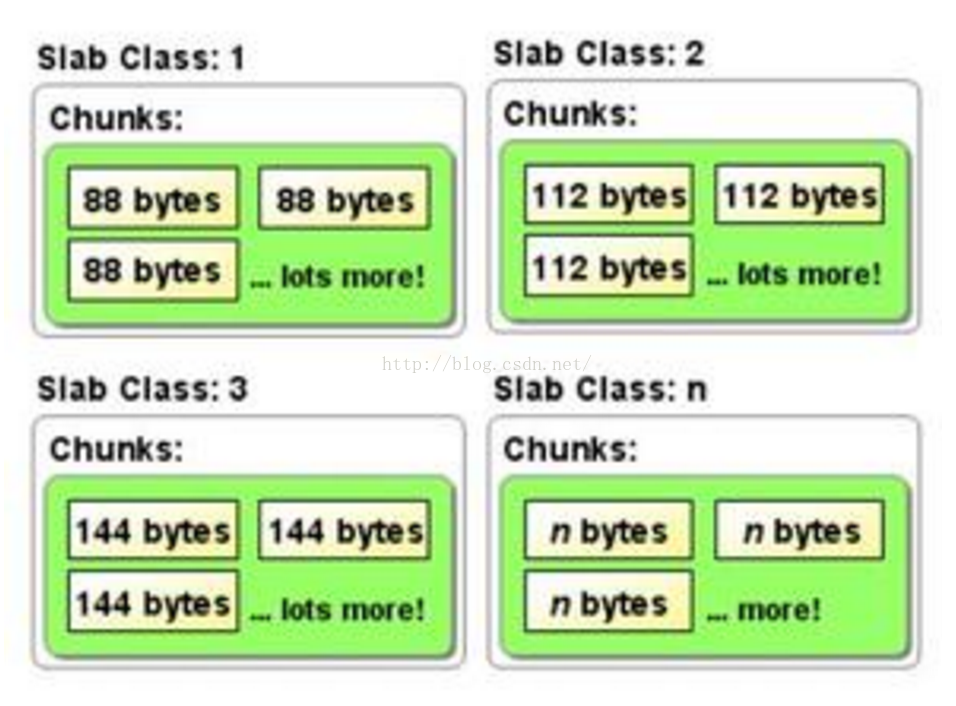 Slab Class: 1
Chunks:
88 bytes 88 bytes
88 bytes ... lots more!
Slab Class: 2
Chunks:
112 bytes 112 bytes
112 bytes ... lots more!
http://blog.csdn.net/
Slab Class: 3
Chunks:
144 bytes 144 bytes
144 bytes ... lots more!
Slab Class: n
Chunks:
n bytes n bytes
n bytes ... more!